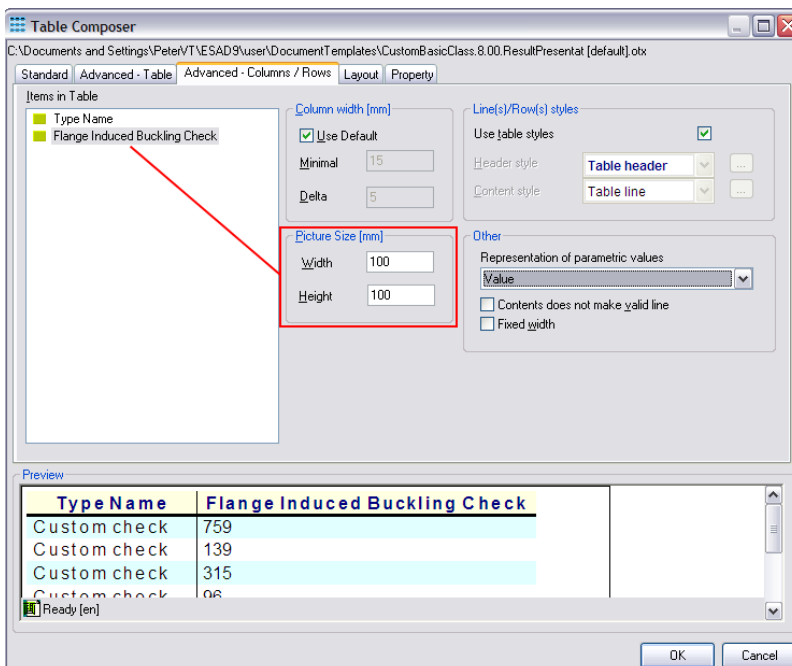 Table Composer
C:\Documents and Settings\PeterVT\ESAD9\user\DocumentTemplates\CustomBasicClass.8.00.ResultPresentat [default].otx
Standard Advanced - Table Advanced - Columns / Rows Layout Property
Items in Table
Type Name
Flange Induced Buckling Check
Column width [mm]
Use Default
Minimal 15
Delta 5
Line(s)/Row(s) styles
Use table styles
Header style Table header ...
Content style Table line ...
Picture Size [mm]
Width 100
Height 100
Other
Representation of parametric values
Value
Contents does not make valid line
Fixed width
Preview
Type Name Flange Induced Buckling Check
Custom check 759
Custom check 139
Custom check 315
Custom check 96
Ready [en]
OK Cancel